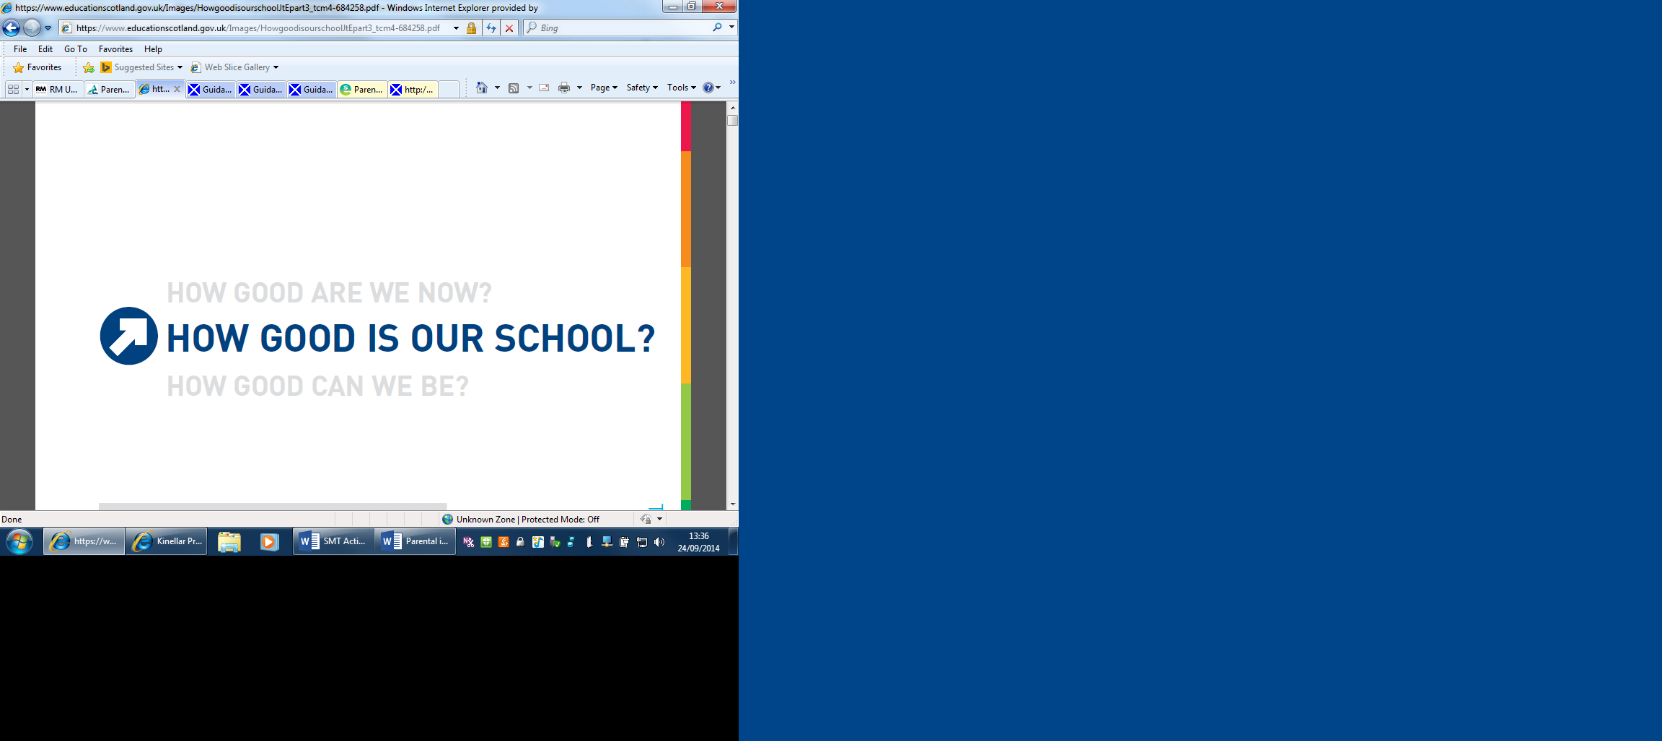 https://www.educationscotland.gov.uk/Images/HowgoodisourschoolJtEpart3_tcm4-684258.pdf - Windows Internet Explorer provided by
https://www.educationscotland.gov.uk/Images/HowgoodisourschoolJtEpart3_tcm4-684258.pdf
Bing
File Edit Go To Favorites Help
Favorites Suggested Sites Web Slice Gallery
RM U... Paren... htt... Guida... Guida... Guida... Paren... http:/... Page Safety Tools
HOW GOOD ARE WE NOW?
HOW GOOD IS OUR SCHOOL?
HOW GOOD CAN WE BE?
Done Unknown Zone | Protected Mode: Off
https://w... Kinellar Pr... SMT Acti... Parental i... 13:36
24/09/2014